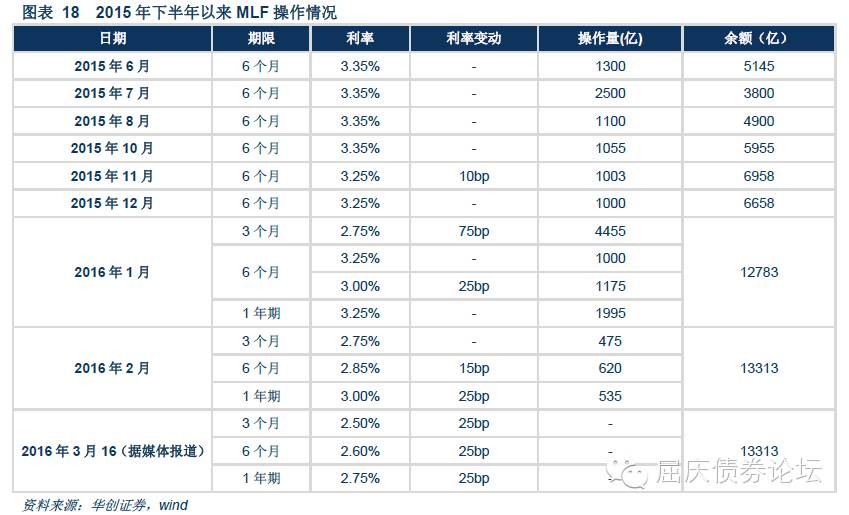 图表 18 2015 年下半年以来 MLF 操作情况
日期 期限 利率 利率变动 操作量(亿) 余额（亿）
2015 年 6 月 6 个月 3.35% - 1300 5145
2015 年 7 月 6 个月 3.35% - 2500 3800
2015 年 8 月 6 个月 3.35% - 1100 4900
2015 年 10 月 6 个月 3.35% - 1055 5955
2015 年 11 月 6 个月 3.25% 10bp 1003 6958
2015 年 12 月 6 个月 3.25% - 1000 6658
2016 年 1 月 3 个月 2.75% 75bp 4455 12783
6 个月 3.25% - 1000
3.00% 25bp 1175
1 年期 3.25% - 1995
2016 年 2 月 3 个月 2.75% - 475 13313
6 个月 2.85% 15bp 620
1 年期 3.00% 25bp 535
2016 年 3 月 16（据媒体报道） 3 个月 2.50% 25bp - 13313
6 个月 2.60% 25bp -
1 年期 2.75% 25bp -
屈庆债券论坛
资料来源：华创证券，wind